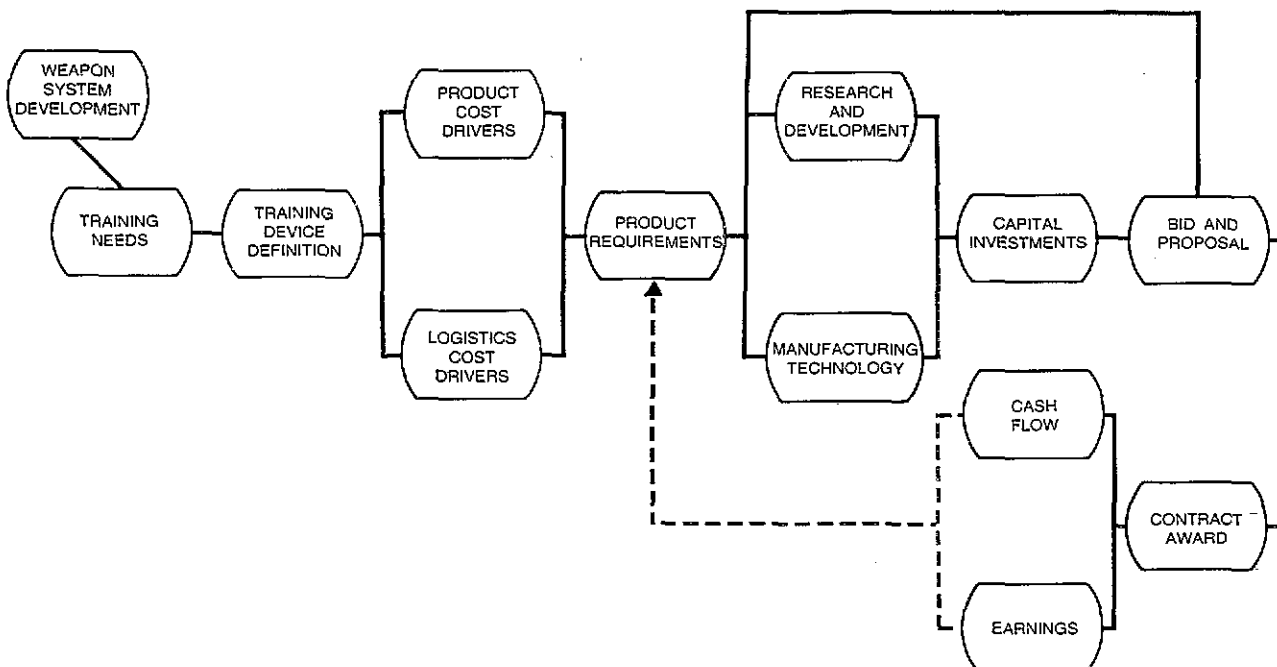 WEAPON
SYSTEM
DEVELOPMENT
TRAINING
NEEDS
TRAINING
DEVICE
DEFINITION
PRODUCT
COST
DRIVERS
LOGISTICS
COST
DRIVERS
PRODUCT
REQUIREMENTS
RESEARCH
AND
DEVELOPMENT
MANUFACTURING
TECHNOLOGY
CAPITAL
INVESTMENTS
BID AND
PROPOSAL
CASH
FLOW
EARNINGS
CONTRACT
AWARD